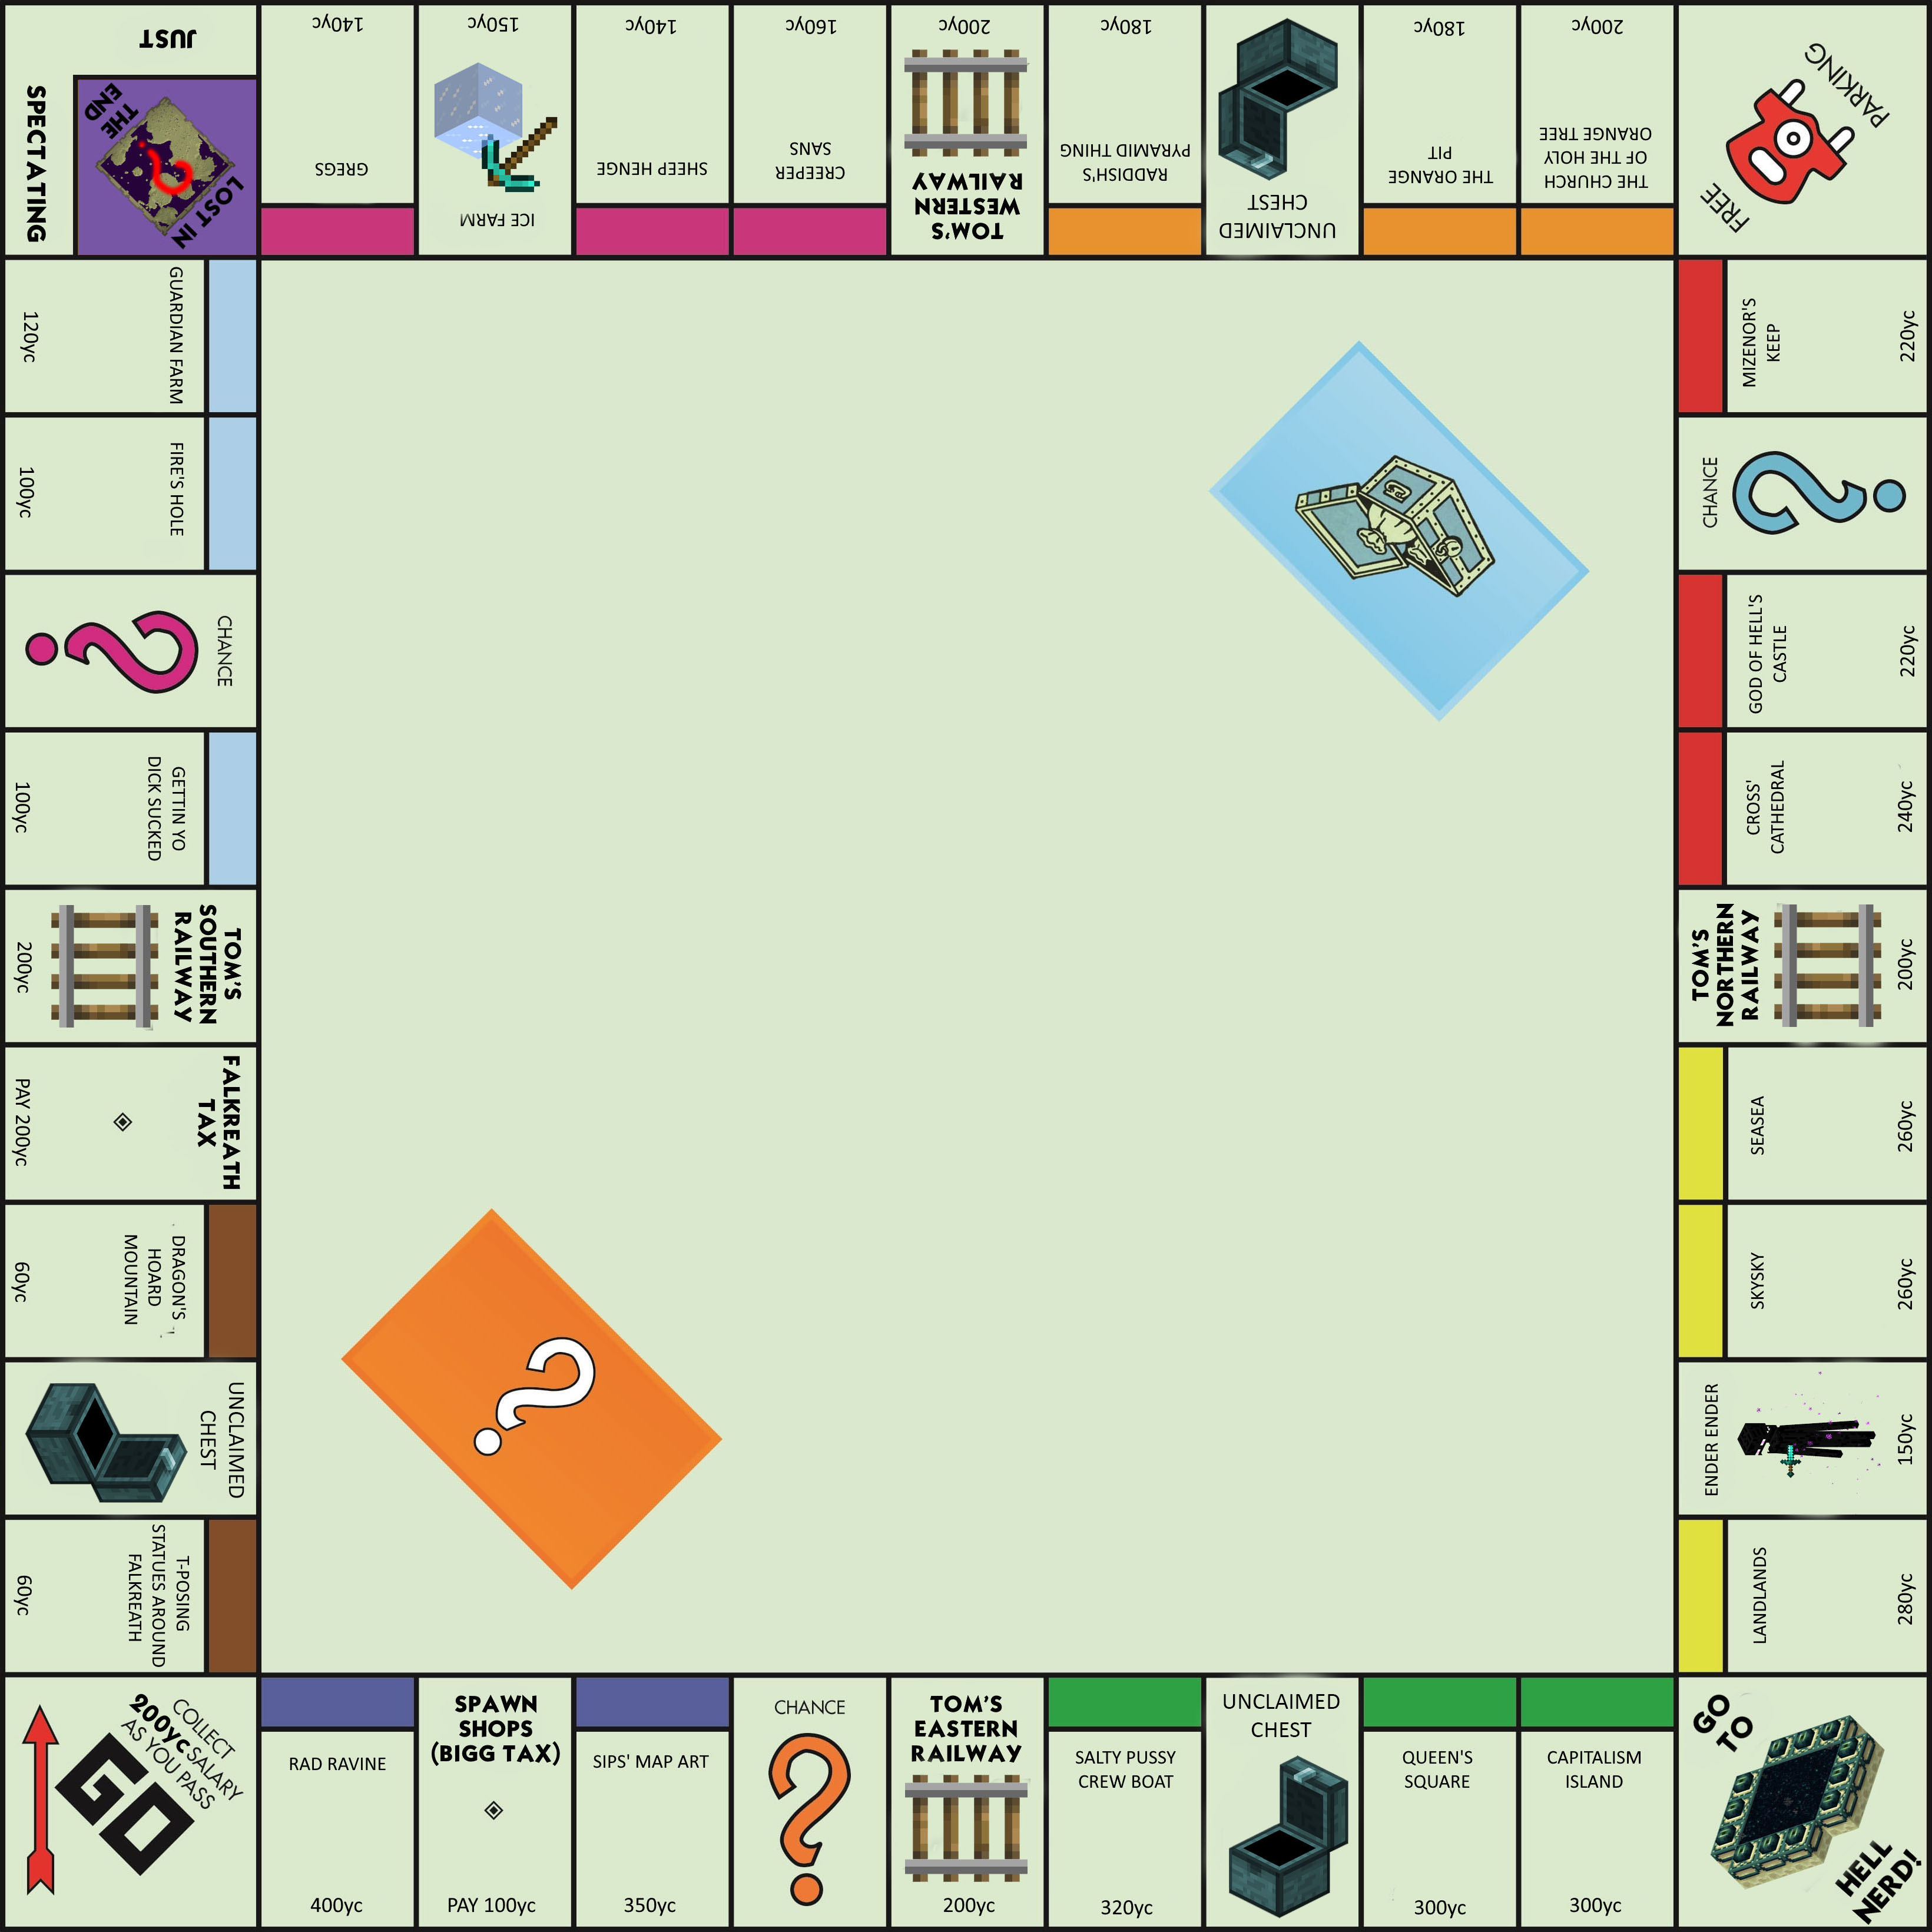 JUST
SPECTATING
LOST IN
THE
END
GREGS
140yc
ICE FARM
150yc
SHEEP HENGE
140yc
CREEPER
SANS
160yc
TOM'S
WESTERN
RAILWAY
200yc
RADDISH'S
PYRAMID THING
180yc
UNCLAIMED
CHEST
THE ORANGE
PIT
180yc
THE CHURCH
OF THE HOLY
ORANGE TREE
200yc
FREE
PARKING
MIZENOR'S
KEEP
220yc
CHANCE
?
GOD OF HELL'S
CASTLE
220yc
CROSS'
CATHEDRAL
240yc
TOM'S
NORTHERN
RAILWAY
200yc
SEASEA
260yc
SKYSKY
260yc
ENDER ENDER
150yc
LANDLANDS
280yc
GO
TO
HELL
NERD!
CAPITALISM
ISLAND
300yc
QUEEN'S
SQUARE
300yc
UNCLAIMED
CHEST
SALTY PUSSY
CREW BOAT
320yc
TOM'S
EASTERN
RAILWAY
200yc
CHANCE
?
SIPS' MAP ART
350yc
SPAWN
SHOPS
(BIGG TAX)
PAY 100yc
RAD RAVINE
400yc
COLLECT
200yc SALARY
AS YOU PASS
GO
T-POSING
STATUES AROUND
FALKREATH
60yc
UNCLAIMED
CHEST
DRAGON'S
HOARD
MOUNTAIN
60yc
FALKREATH
TAX
PAY 200yc
TOM'S
SOUTHERN
RAILWAY
200yc
GETTIN YO
DICK SUCKED
100yc
CHANCE
?
FIRE'S HOLE
100yc
GUARDIAN FARM
120yc
?